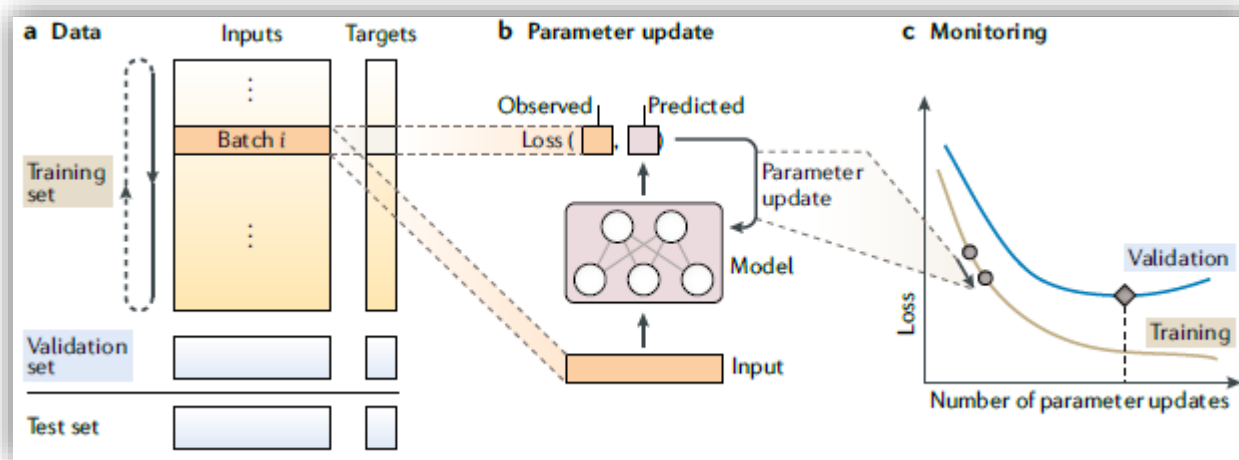 a Data
Inputs
Targets
b Parameter update
c Monitoring
⋮
Batch i
⋮
Training
set
Validation
set
Test set
Observed
Predicted
Loss ( , )
Parameter
update
Model
Input
Loss
Validation
Training
Number of parameter updates